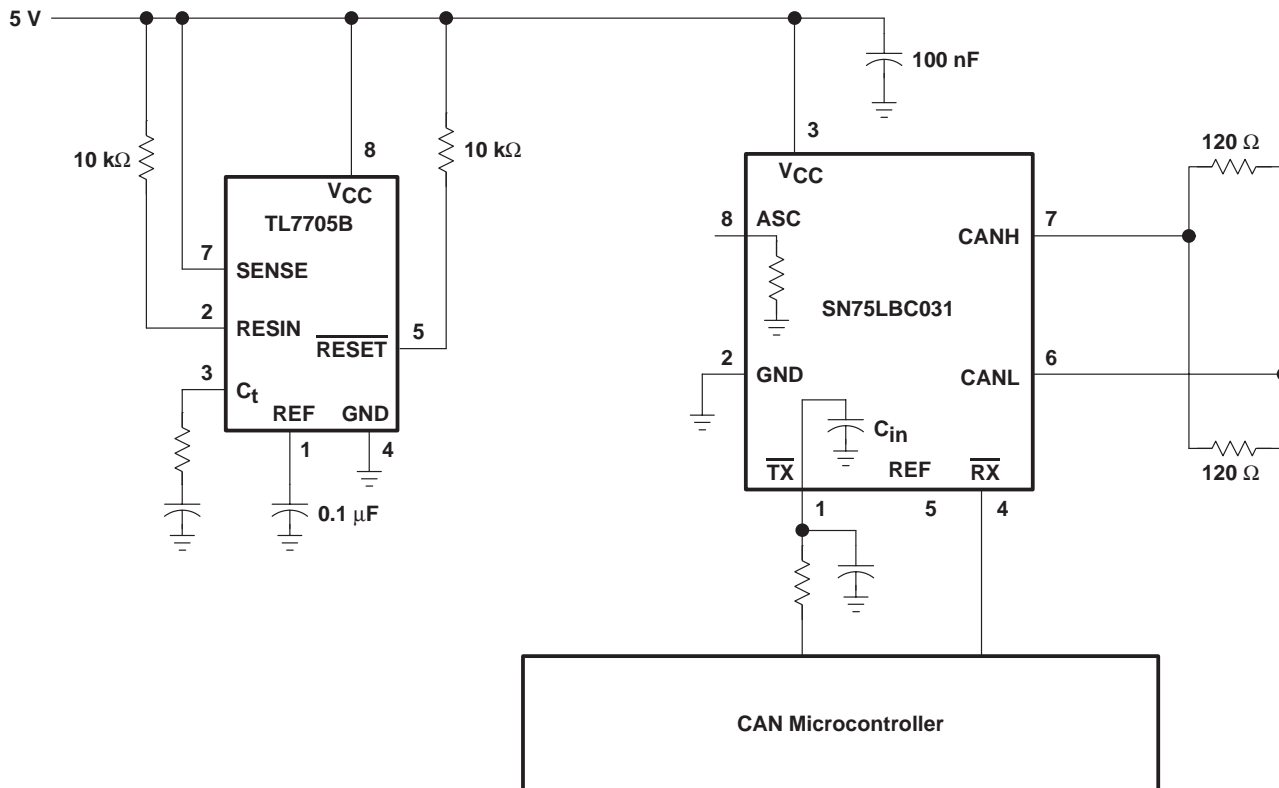 5 V
100 nF
10 kΩ
8
10 kΩ
3
120 Ω
VCC
TL7705B
VCC
8
ASC
CANH
7
7
SENSE
2
RESIN
RESET
5
SN75LBC031
3
Ct
2
GND
CANL
6
REF
GND
1
4
Cin
TX
REF
RX
120 Ω
0.1 μF
1
5
4
CAN Microcontroller